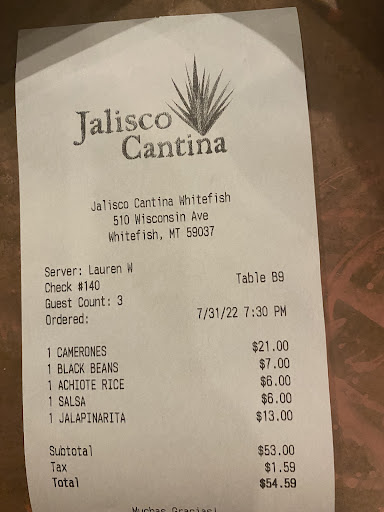 Jalisco
Cantina
Jalisco Cantina Whitefish
510 Wisconsin Ave
Whitefish, MT 59037
Server: Lauren W
Check #140 Table B9
Guest Count: 3
Ordered: 7/31/22 7:30 PM
1 CAMERONES $21.00
1 BLACK BEANS $7.00
1 ACHIOTE RICE $6.00
1 SALSA $6.00
1 JALAPINARITA $13.00
Subtotal $53.00
Tax $1.59
Total $54.59
Muchas Gracias!